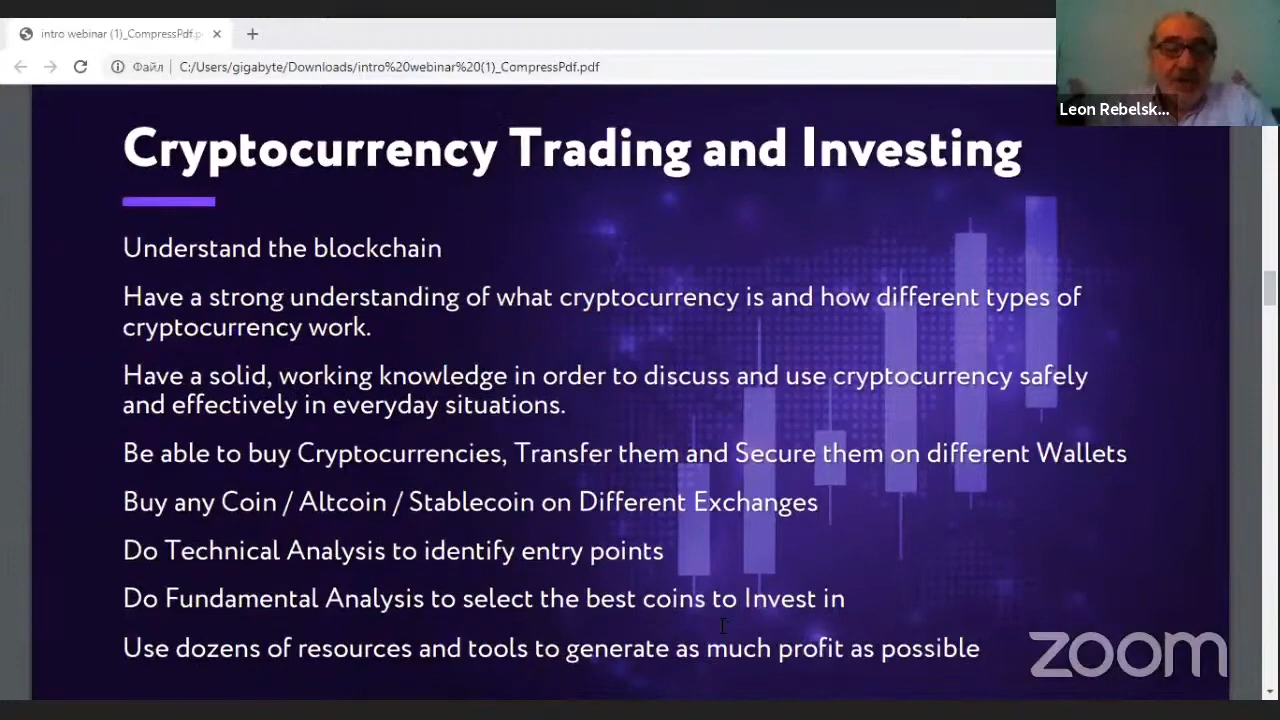 intro webinar (1)_CompressPdf.p
Файл | C:/Users/gigabyte/Downloads/intro%20webinar%20(1)_CompressPdf.pdf
Leon Rebelsk...
Cryptocurrency Trading and Investing
Understand the blockchain
Have a strong understanding of what cryptocurrency is and how different types of
cryptocurrency work.
Have a solid, working knowledge in order to discuss and use cryptocurrency safely
and effectively in everyday situations.
Be able to buy Cryptocurrencies, Transfer them and Secure them on different Wallets
Buy any Coin / Altcoin / Stablecoin on Different Exchanges
Do Technical Analysis to identify entry points
Do Fundamental Analysis to select the best coins to Invest in
Use dozens of resources and tools to generate as much profit as possible
zoom